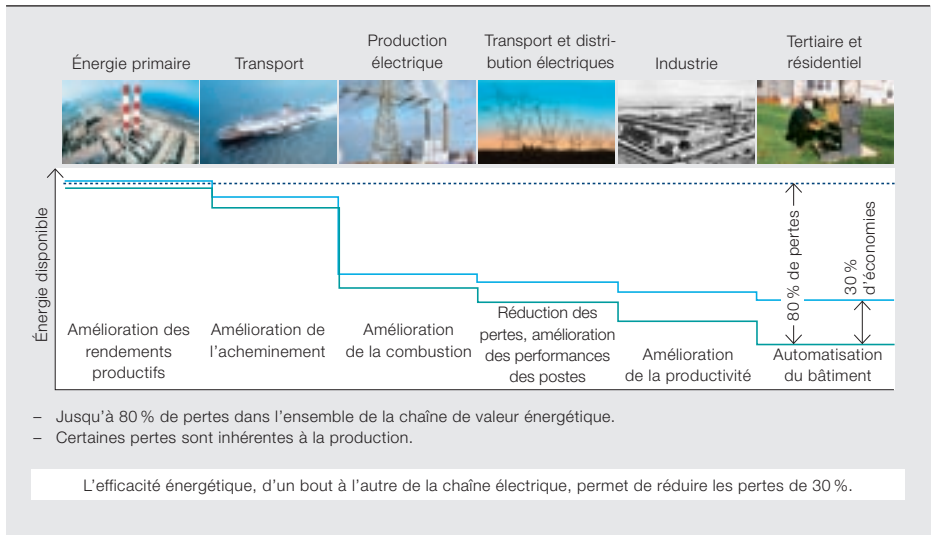 Énergie primaire
Transport
Production
électrique
Transport et distri-
bution électriques
Industrie
Tertiaire et
résidentiel
Énergie disponible
80 % de pertes
30 %
d’économies
Amélioration des
rendements
productifs
Amélioration de
l’acheminement
Amélioration
de la combustion
Réduction des
pertes, amélioration
des performances
des postes
Amélioration
de la productivité
Automatisation
du bâtiment
– Jusqu’à 80 % de pertes dans l’ensemble de la chaîne de valeur énergétique.
– Certaines pertes sont inhérentes à la production.
L’efficacité énergétique, d’un bout à l’autre de la chaîne électrique, permet de réduire les pertes de 30 %.